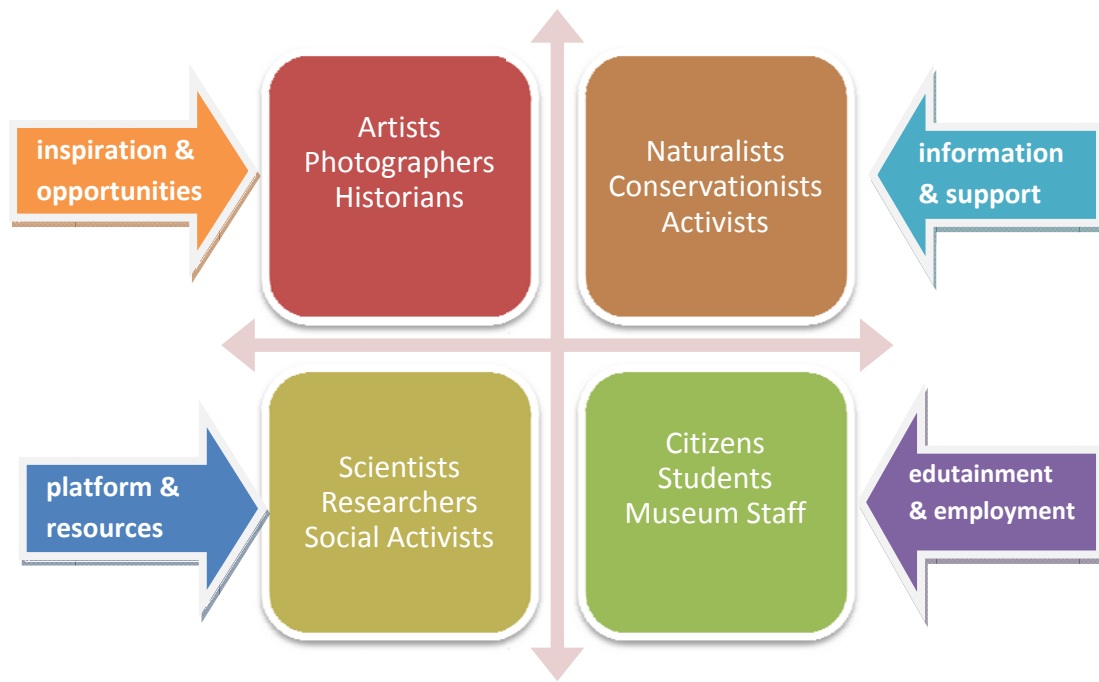 inspiration &
opportunities
Artists
Photographers
Historians
Naturalists
Conservationists
Activists
information
& support
platform &
resources
Scientists
Researchers
Social Activists
Citizens
Students
Museum Staff
edutainment
& employment